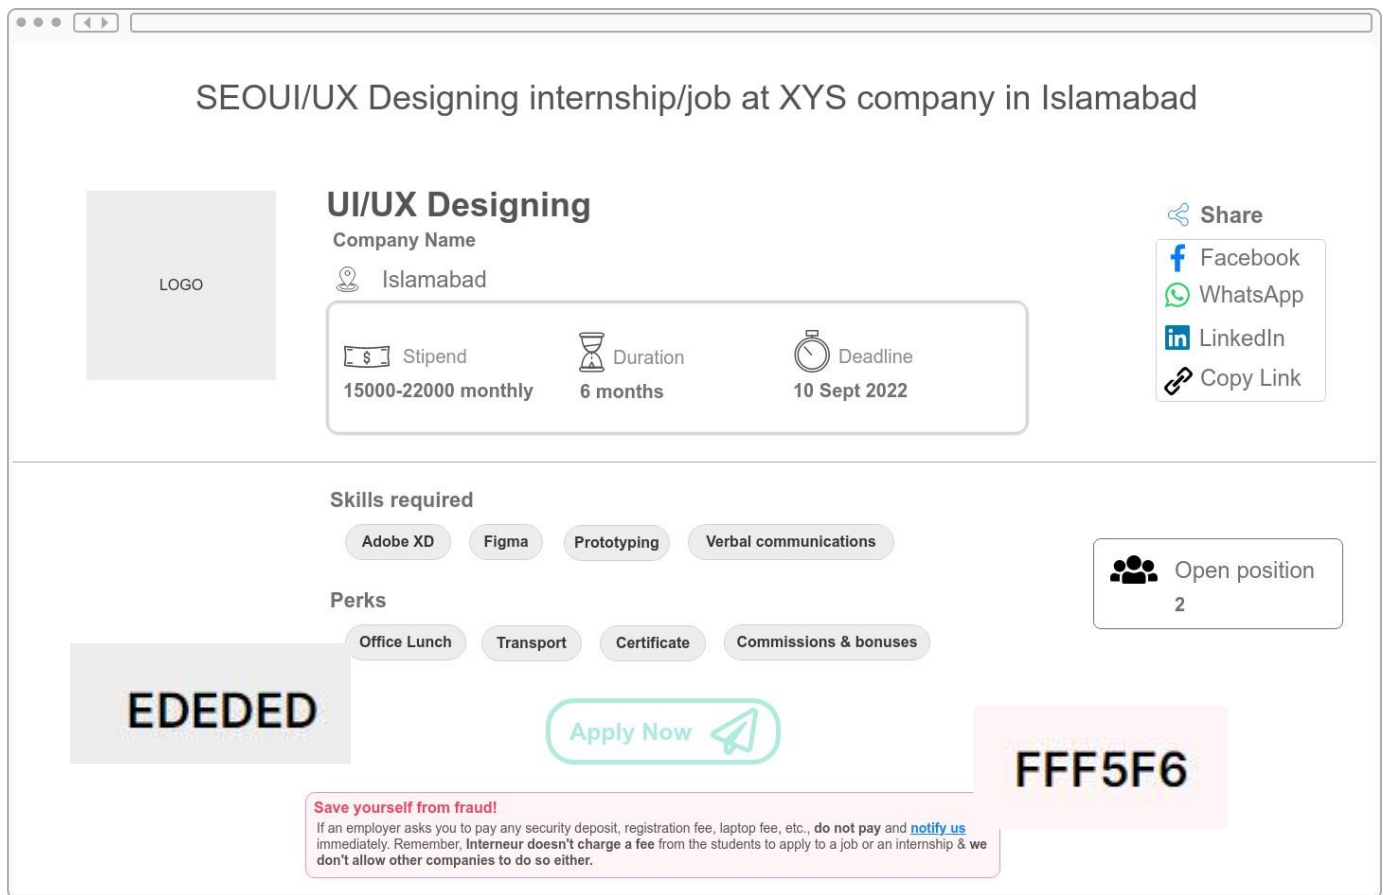 SEOUI/UX Designing internship/job at XYS company in Islamabad
LOGO
UI/UX Designing
Company Name
Islamabad
$ Stipend
15000-22000 monthly
Duration
6 months
Deadline
10 Sept 2022
Share
Facebook
WhatsApp
in LinkedIn
Copy Link
Skills required
Adobe XD Figma Prototyping Verbal communications
Open position
2
Perks
Office Lunch Transport Certificate Commissions & bonuses
EDEDED
Apply Now
FFF5F6
Save yourself from fraud!
If an employer asks you to pay any security deposit, registration fee, laptop fee, etc., do not pay and notify us
immediately. Remember, Interneur doesn't charge a fee from the students to apply to a job or an internship & we
don't allow other companies to do so either.